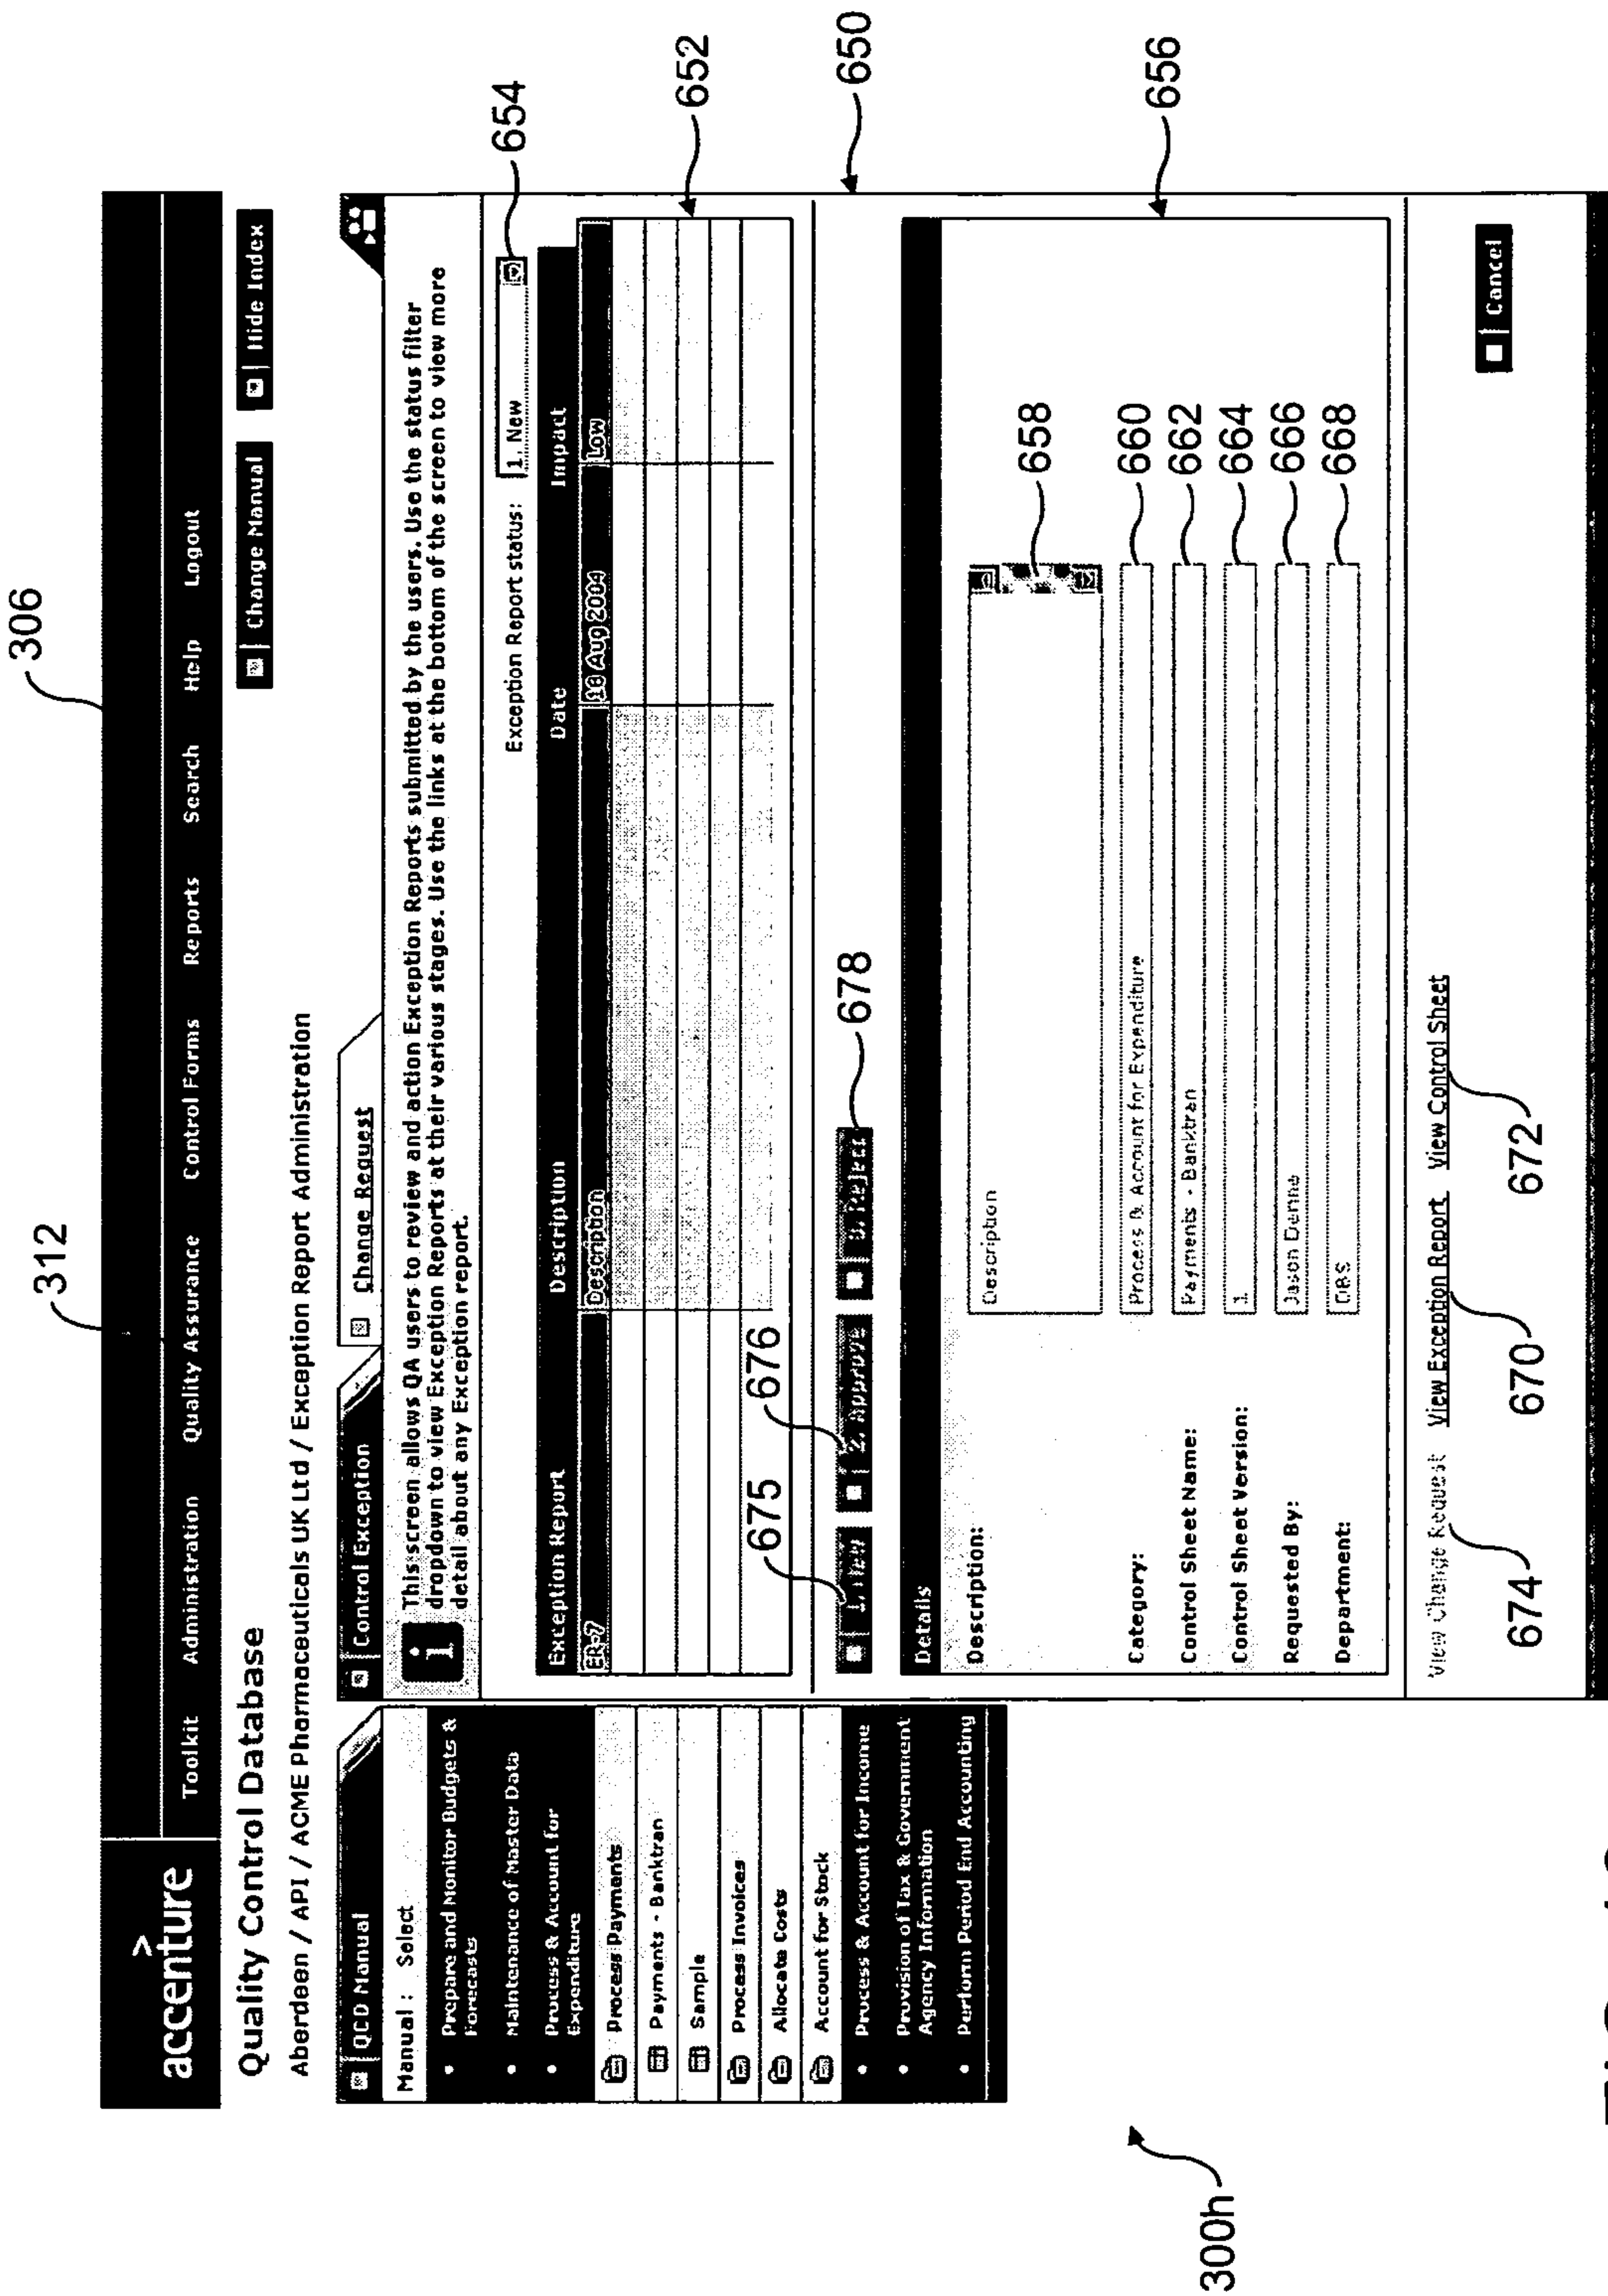 306
312
accenture
Toolkit Administration Quality Assurance Control Forms Reports Search Help Logout
Quality Control Database
Change Manual Hide Index
Aberdeen / API / ACME Pharmaceuticals UK Ltd / Exception Report Administration
QCD Manual
Manual: Select
Prepare and Monitor Budgets &
Forecasts
Maintenance of Master Data
Process & Account for
Expenditure
Process Payments
Payments - Banktran
Sample
Process Invoices
Allocate Costs
Account for Stock
Process & Account for Income
Provision of Tax & Government
Agency Information
Perform Period End Accounting
Control Exception Change Request
This screen allows QA users to review and action Exception Reports submitted by the users. Use the status filter
dropdown to view Exception Reports at their various stages. Use the links at the bottom of the screen to view more
detail about any Exception report.
Exception Report status: 1. New
654
Exception Report Description Date Impact
ER-7 Description 18 Aug 2004 Low
652
675 676 678
1. New 2. Approve 9. Reject
650
Details
656
Description: Description
658
Category: Process & Account for Expenditure
660
Control Sheet Name: Payments - Banktran
662
Control Sheet Version: 1
664
Requested By: Jason Denne
666
Department: OBS
668
View Change Request View Exception Report View Control Sheet
Cancel
674 670 672
300h